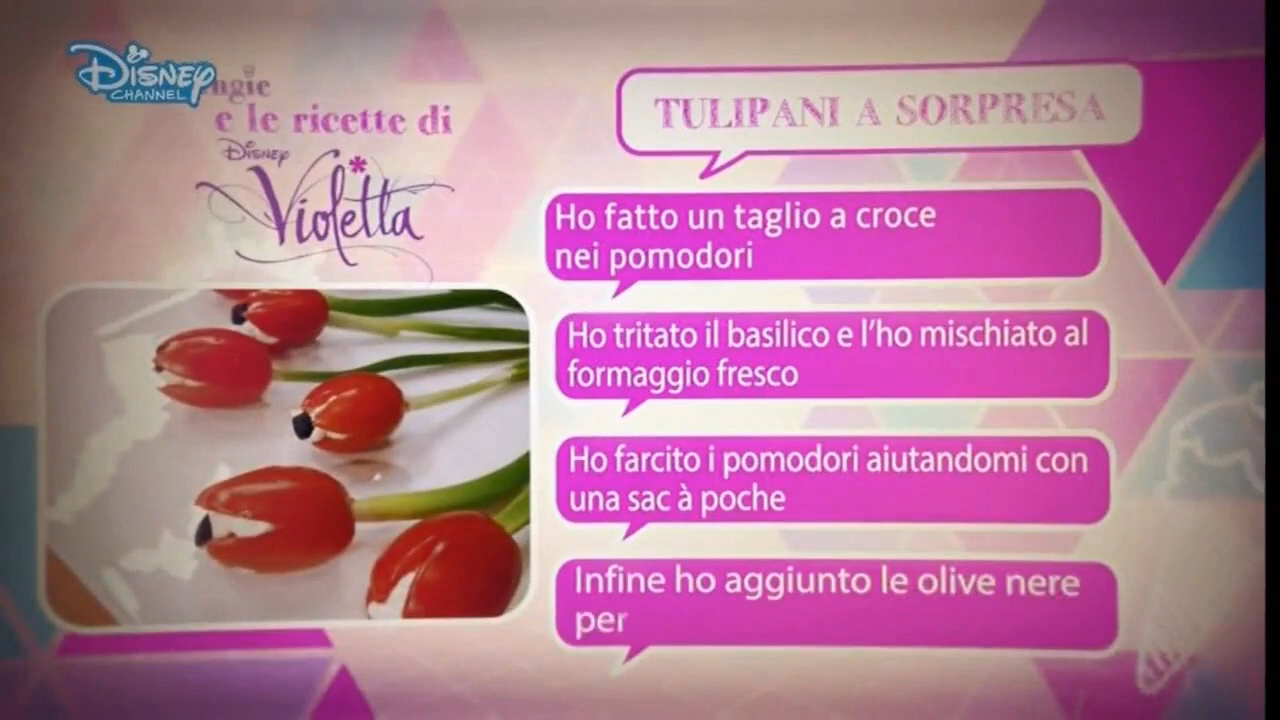 DISNEY
CHANNEL
ngie
e le ricette di
Disney
Violetta
TULIPANI A SORPRESA
Ho fatto un taglio a croce
nei pomodori
Ho tritato il basilico e l'ho mischiato al
formaggio fresco
Ho farcito i pomodori aiutandomi con
una sac à poche
Infine ho aggiunto le olive nere
per